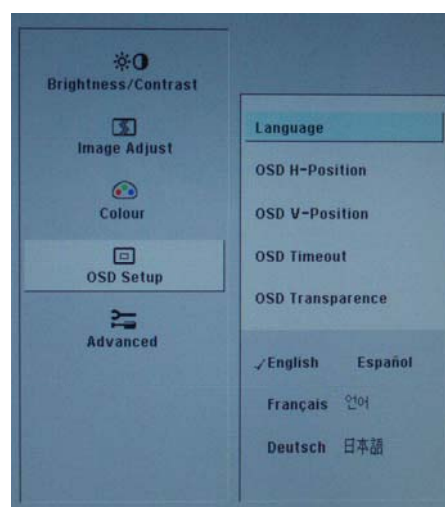 Brightness/Contrast
Image Adjust
Colour
OSD Setup
Advanced
Language
OSD H-Position
OSD V-Position
OSD Timeout
OSD Transparence
✓English Español
Français 언어
Deutsch 日本語